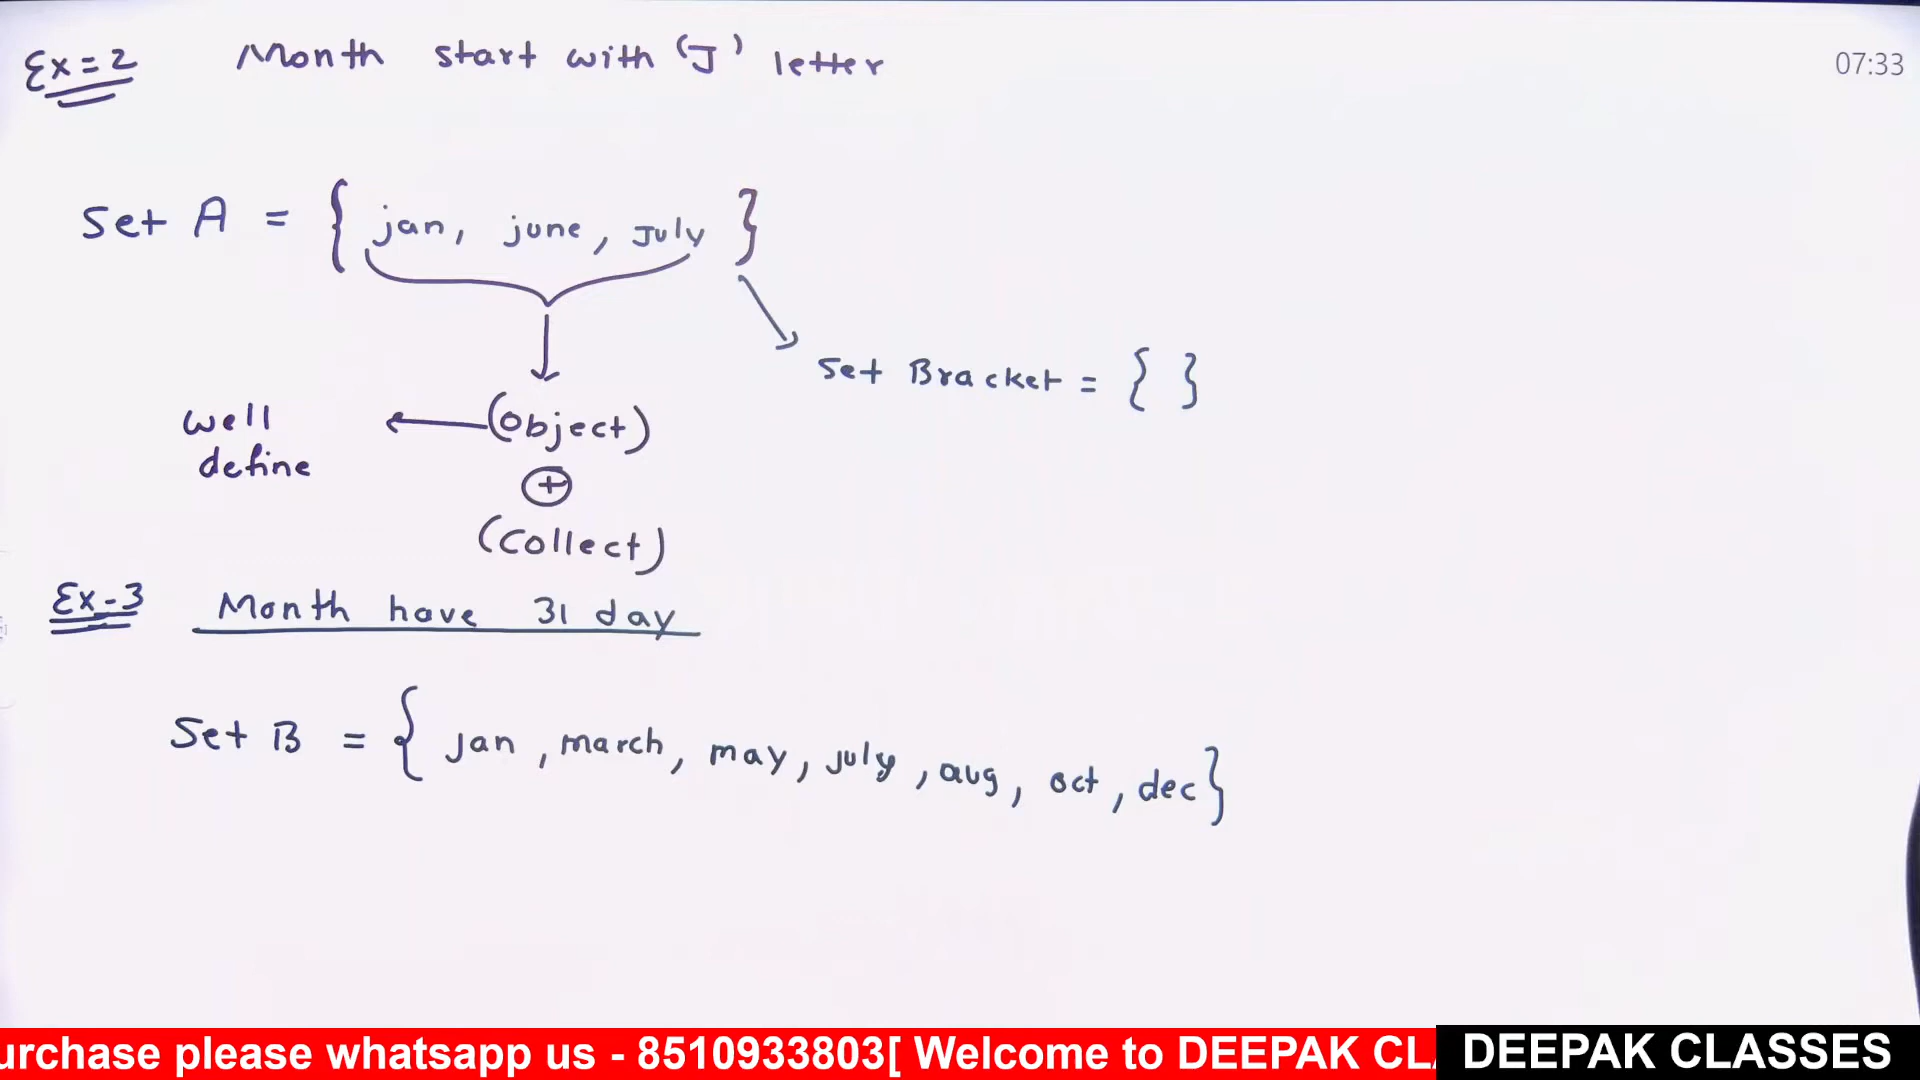 Ex=2 Month start with (J) letter
07:33
Set A = { jan, june, July }
Set Bracket = { }
well
define
(Object)
+
(Collect)
Ex-3 Month have 31 day
Set B = { jan, march, may, july, aug, oct, dec}
urchase please whatsapp us - 8510933803[ Welcome to DEEPAK CL
DEEPAK CLASSES